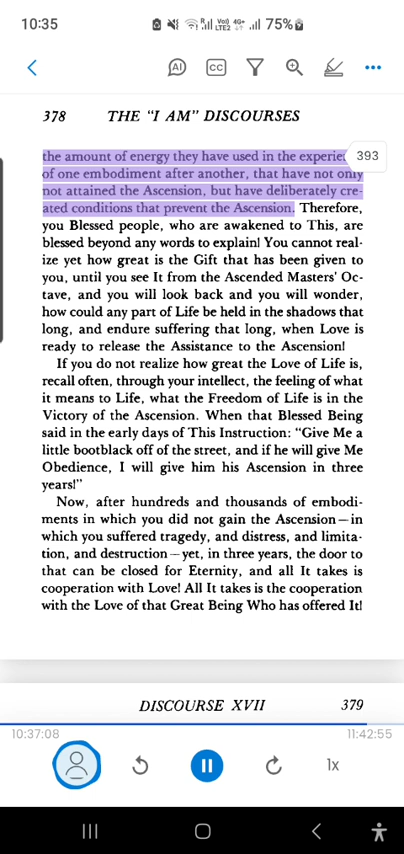 10:35
75%
AI
CC
378 THE “I AM” DISCOURSES
393
the amount of energy they have used in the
of one embodiment after another, that have not only
not attained the Ascension, but have deliberately cre-
ated conditions that prevent the Ascension. Therefore,
you Blessed people, who are awakened to This, are
blessed beyond any words to explain! You cannot real-
ize yet how great is the Gift that has been given to
you, until you see It from the Ascended Masters' Oc-
tave, and you will look back and you will wonder,
how could any part of Life be held in the shadows that
long, and endure suffering that long, when Love is
ready to release the Assistance to the Ascension!
If you do not realize how great the Love of Life is,
recall often, through your intellect, the feeling of what
it means to Life, what the Freedom of Life is in the
Victory of the Ascension. When that Blessed Being
said in the early days of This Instruction: “Give Me a
little bootblack off of the street, and if he will give Me
Obedience, I will give him his Ascension in three
years!”
Now, after hundreds and thousands of embodi-
ments in which you did not gain the Ascension—in
which you suffered tragedy, and distress, and limita-
tion, and destruction—yet, in three years, the door to
that can be closed for Eternity, and all It takes is
cooperation with Love! All It takes is the cooperation
with the Love of that Great Being Who has offered It!
DISCOURSE XVII 379
10:37:08 11:42:55
1x